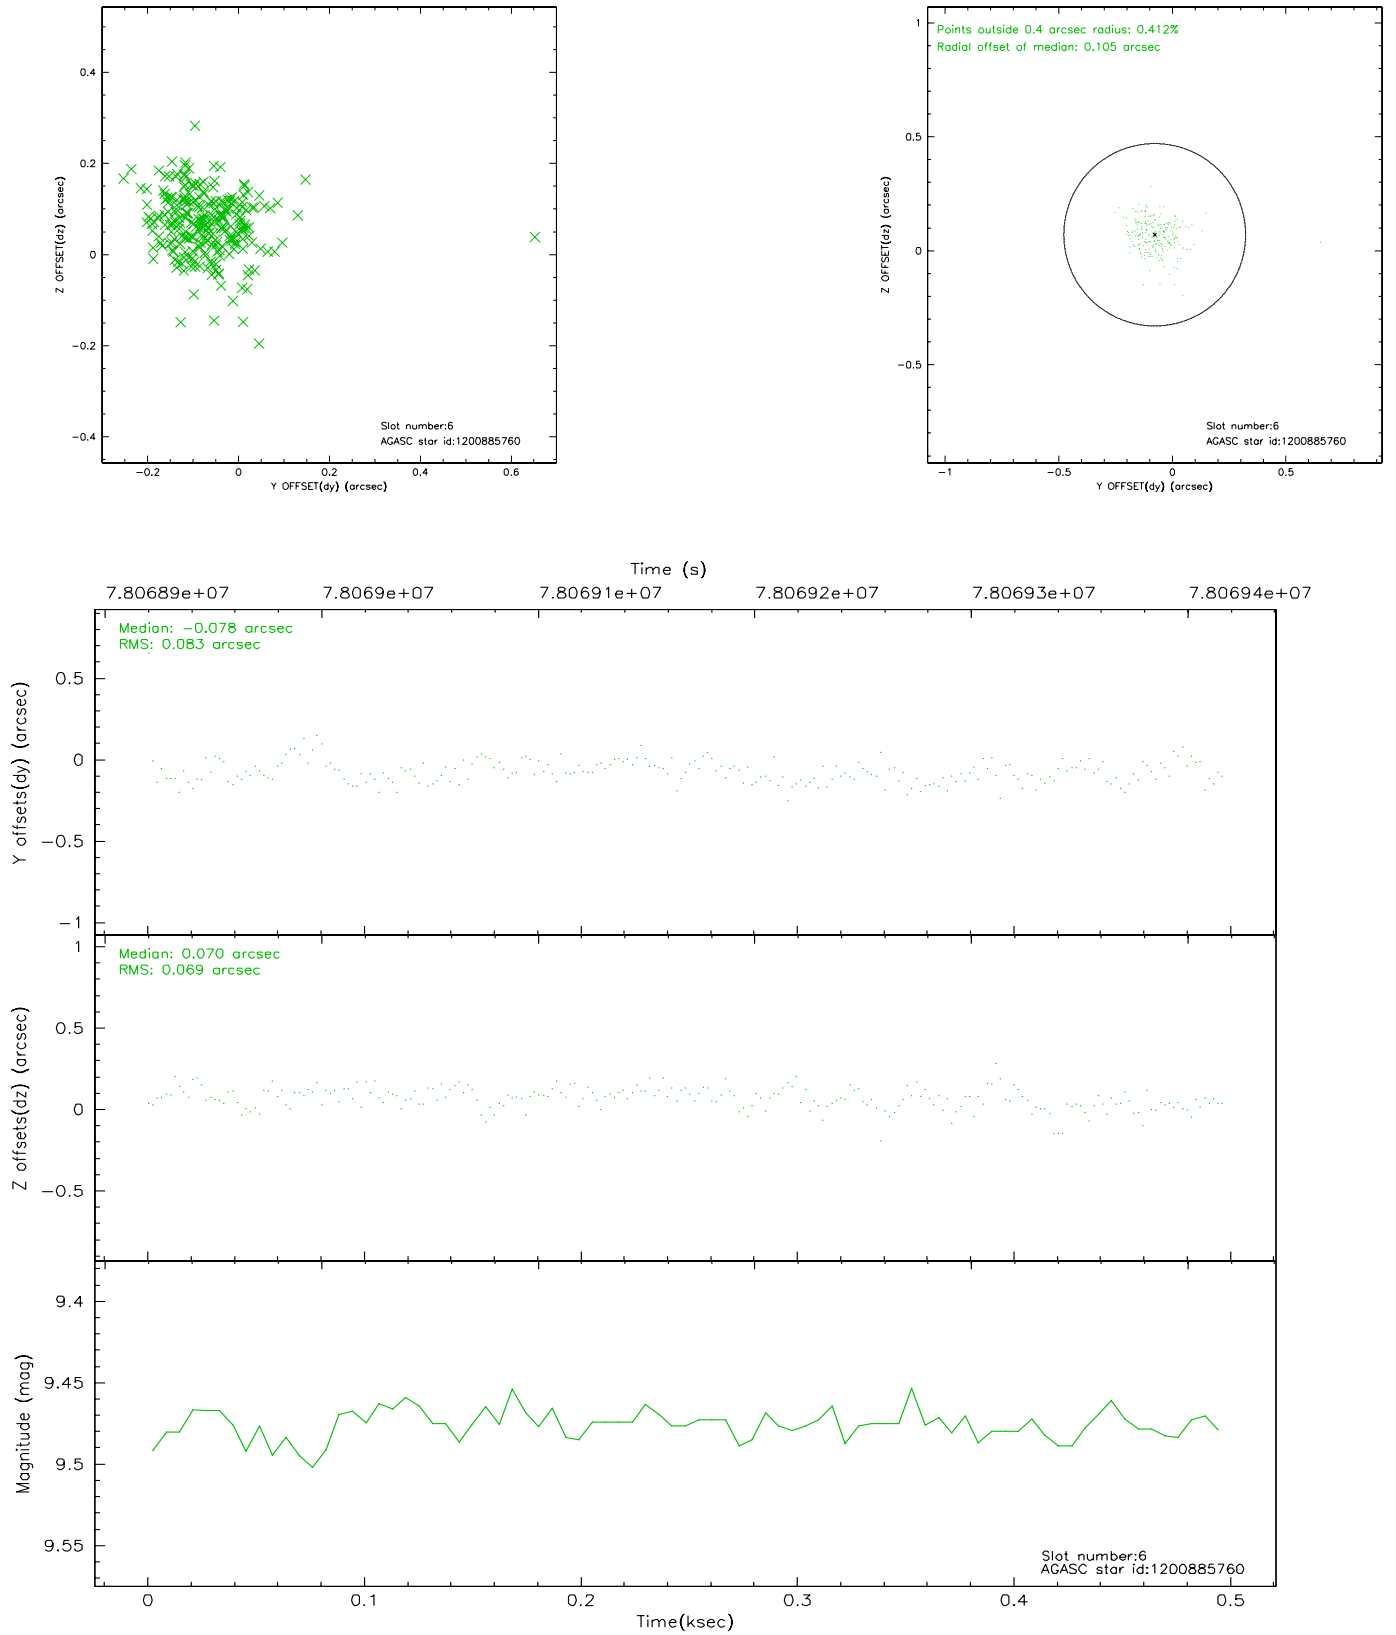 0.4
0.2
0
−0.2
−0.4
Z OFFSET(dz) (arcsec)
Slot number:6
AGASC star id:1200885760
−0.2 0 0.2 0.4 0.6
Y OFFSET(dy) (arcsec)
Points outside 0.4 arcsec radius: 0.412%
Radial offset of median: 0.105 arcsec
1
0.5
0
−0.5
Z OFFSET(dz) (arcsec)
Slot number:6
AGASC star id:1200885760
−1 −0.5 0 0.5
Y OFFSET(dy) (arcsec)
Time (s)
7.80689e+07 7.8069e+07 7.80691e+07 7.80692e+07 7.80693e+07 7.80694e+07
Median: −0.078 arcsec
RMS: 0.083 arcsec
0.5
0
−0.5
−1
Y offsets(dy) (arcsec)
Median: 0.070 arcsec
RMS: 0.069 arcsec
1
0.5
0
−0.5
Z offsets(dz) (arcsec)
9.4
9.45
9.5
9.55
Magnitude (mag)
Slot number:6
AGASC star id:1200885760
0 0.1 0.2 0.3 0.4 0.5
Time(ksec)